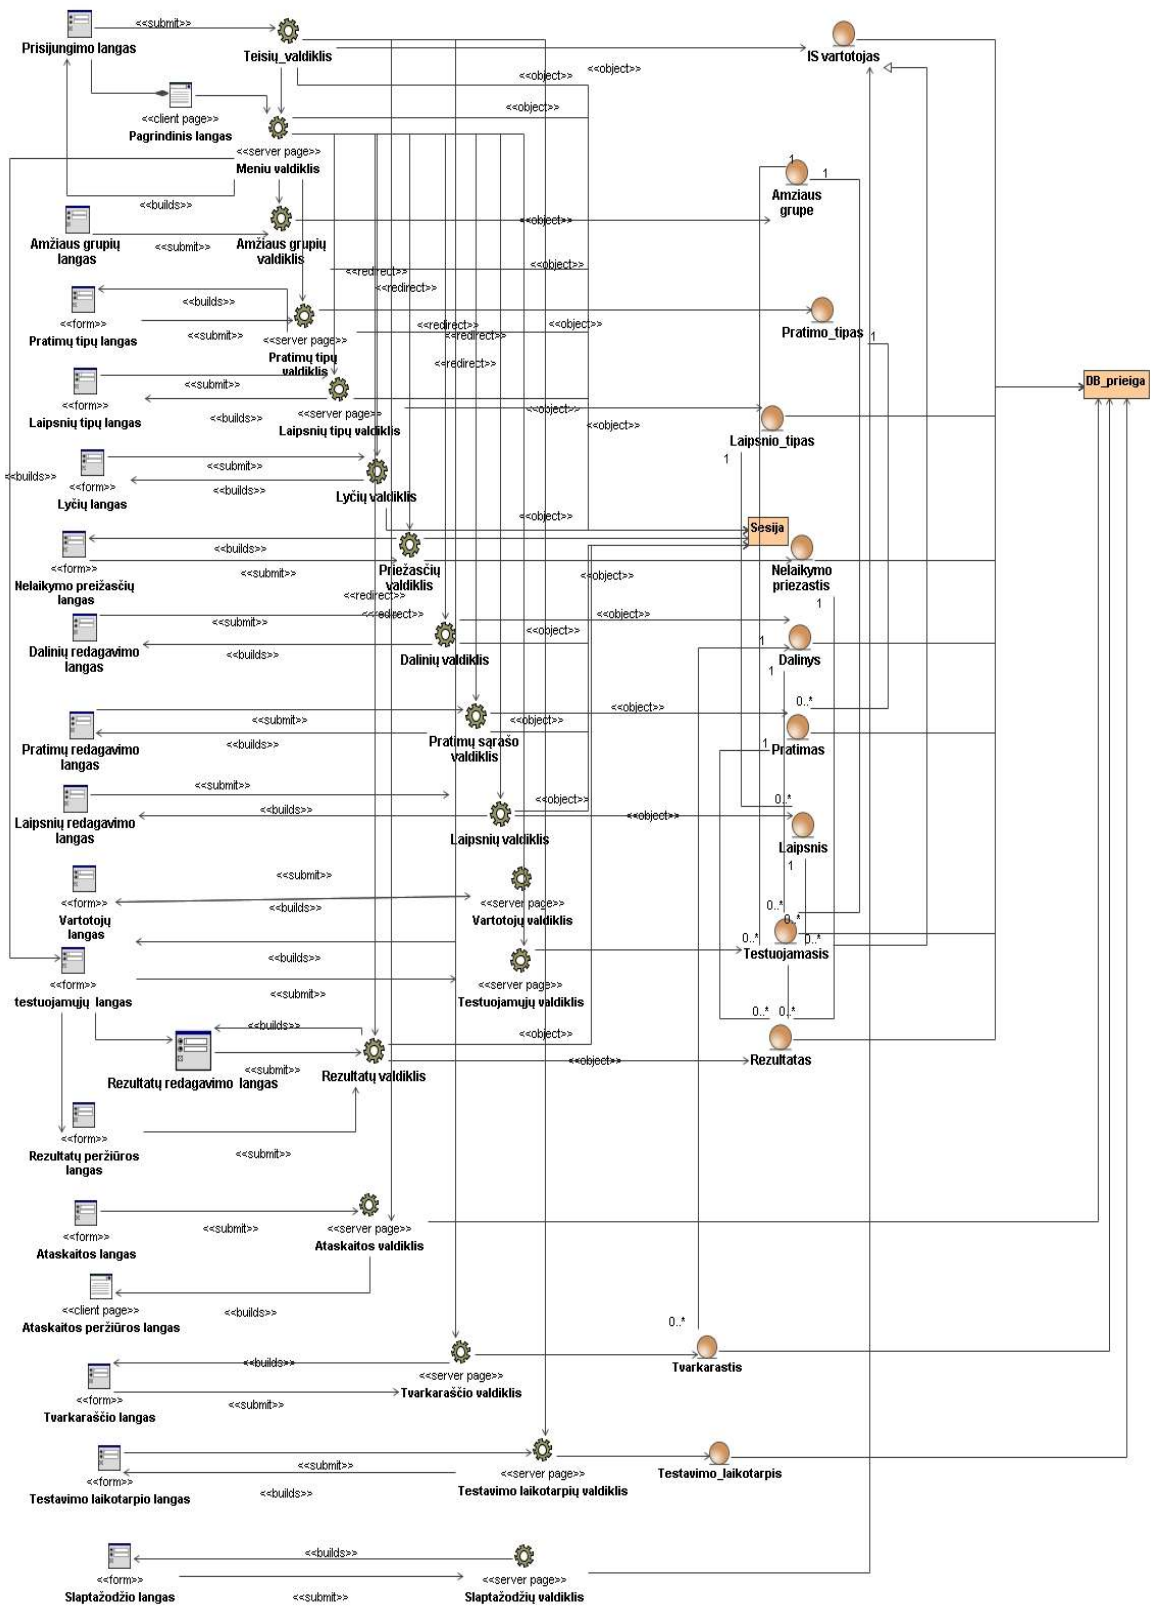 <<submit>>
Prisijungimo langas
Teisių_valdiklis
IS vartotojas
<<object>>
<<object>>
<<object>>
<<client page>>
Pagrindinis langas
<<server page>>
Meniu valdiklis
1
1
Amziaus
grupe
<<builds>>
Amžiaus grupių
langas
<<submit>>
Amžiaus grupių
valdiklis
<<object>>
<<object>>
<<redirect>>
<<redirect>>
<<builds>>
<<form>>
Pratimų tipų langas
<<submit>>
<<server page>>
Pratimų tipų
valdiklis
<<redirect>>
<<redirect>>
<<object>>
<<redirect>>
Pratimo_tipas
1
DB_prieiga
<<submit>>
<<form>>
Laipsnių tipų langas
<<builds>>
<<server page>>
Laipsnių tipų valdiklis
<<object>>
<<object>>
Laipsnio_tipas
1
<<builds>>
<<submit>>
<<form>>
Lyčių langas
<<builds>>
Lyčių valdiklis
<<object>>
Sesija
<<builds>>
<<form>>
Nelaikymo preižasčių
langas
<<submit>>
Priežasčių
valdiklis
<<object>>
Nelaikymo
priezastis
1
<<redirect>>
<<redirect>>
<<submit>>
Dalinių redagavimo
langas
<<builds>>
Dalinių valdiklis
<<object>>
<<object>>
1
Dalinys
1
0..*
<<submit>>
Pratimų redagavimo
langas
<<builds>>
Pratimų sąrašo
valdiklis
<<object>>
<<object>>
1
Pratimas
<<submit>>
Laipsnių redagavimo
langas
<<builds>>
Laipsnių valdiklis
<<object>>
<<object>>
0..*
Laipsnis
1
<<submit>>
<<form>>
Vartotojų
langas
<<builds>>
<<server page>>
Vartotojų valdiklis
0..*
0..*
0..*
0..*
Testuojamasis
<<builds>>
<<form>>
testuojamųjų langas
<<submit>>
<<server page>>
Testuojamųjų valdiklis
0..*
0..*
<<builds>>
<<submit>>
Rezultatų redagavimo langas
Rezultatų valdiklis
<<object>>
<<object>>
Rezultatas
<<form>>
Rezultatų peržiūros
langas
<<submit>>
<<form>>
Ataskaitos langas
<<submit>>
<<server page>>
Ataskaitos valdiklis
<<client page>>
Ataskaitos peržiūros langas
<<builds>>
0..*
<<builds>>
<<form>>
Tvarkaraščio langas
<<submit>>
<<server page>>
Tvarkaraščio valdiklis
Tvarkarastis
<<submit>>
<<form>>
Testavimo laikotarpio langas
<<builds>>
<<server page>>
Testavimo laikotarpių valdiklis
Testavimo_laikotarpis
<<builds>>
<<form>>
Slaptažodžio langas
<<submit>>
<<server page>>
Slaptažodžių valdiklis